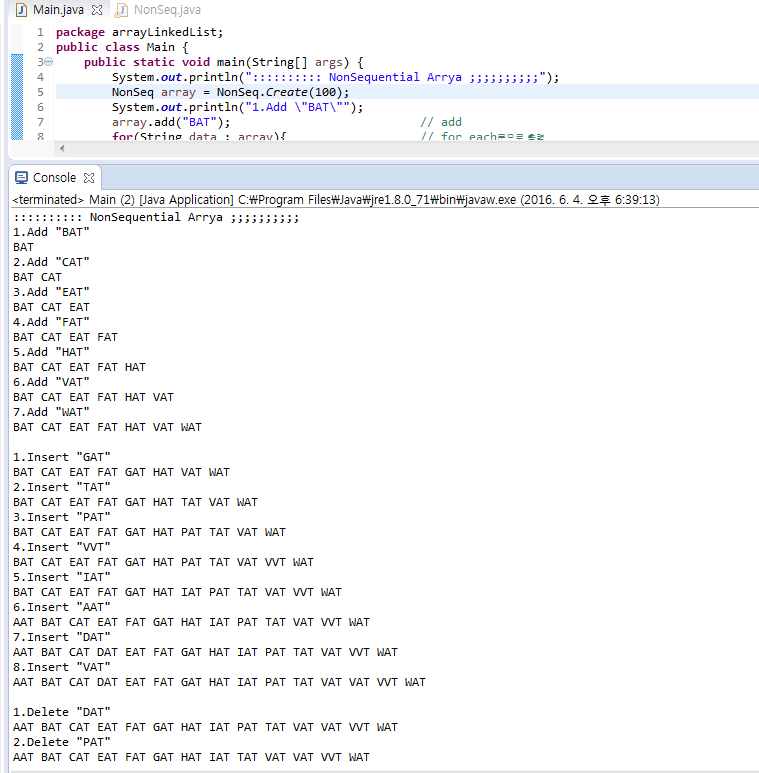 Main.java NonSeq.java
1 package arrayLinkedList;
2 public class Main {
3 public static void main(String[] args) {
4 System.out.println(":::::::::: NonSequential Arrya ;;;;;;;;;;");
5 NonSeq array = NonSeq.Create(100);
6 System.out.println("1.Add \"BAT\"");
7 array.add("BAT"); // add
8 for(String data : array){ // for each문으로 출력
Console
<terminated> Main (2) [Java Application] C:₩Program Files₩Java₩jre1.8.0_71₩bin₩javaw.exe (2016. 6. 4. 오후 6:39:13)
:::::::::: NonSequential Arrya ;;;;;;;;;;
1.Add "BAT"
BAT
2.Add "CAT"
BAT CAT
3.Add "EAT"
BAT CAT EAT
4.Add "FAT"
BAT CAT EAT FAT
5.Add "HAT"
BAT CAT EAT FAT HAT
6.Add "VAT"
BAT CAT EAT FAT HAT VAT
7.Add "WAT"
BAT CAT EAT FAT HAT VAT WAT
1.Insert "GAT"
BAT CAT EAT FAT GAT HAT VAT WAT
2.Insert "TAT"
BAT CAT EAT FAT GAT HAT TAT VAT WAT
3.Insert "PAT"
BAT CAT EAT FAT GAT HAT PAT TAT VAT WAT
4.Insert "VVT"
BAT CAT EAT FAT GAT HAT PAT TAT VAT VVT WAT
5.Insert "IAT"
BAT CAT EAT FAT GAT HAT IAT PAT TAT VAT VVT WAT
6.Insert "AAT"
AAT BAT CAT EAT FAT GAT HAT IAT PAT TAT VAT VVT WAT
7.Insert "DAT"
AAT BAT CAT DAT EAT FAT GAT HAT IAT PAT TAT VAT VVT WAT
8.Insert "VAT"
AAT BAT CAT DAT EAT FAT GAT HAT IAT PAT TAT VAT VAT VVT WAT
1.Delete "DAT"
AAT BAT CAT EAT FAT GAT HAT IAT PAT TAT VAT VAT VVT WAT
2.Delete "PAT"
AAT BAT CAT EAT FAT GAT HAT IAT TAT VAT VAT VVT WAT